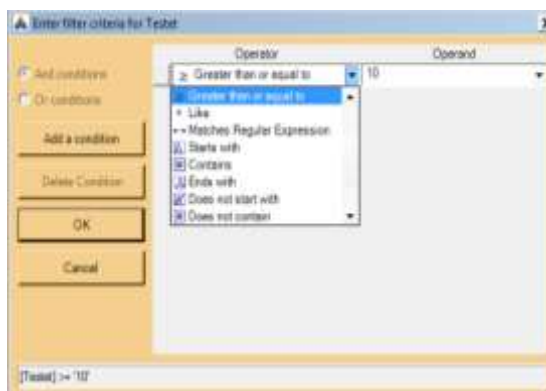 Enter filter criteria for Testet
Operator Operand
And conditions
Or conditions
Add a condition
Delete Condition
OK
Cancel
≥ Greater than or equal to 10
Greater than or equal to
Like
Matches Regular Expression
Starts with
Contains
Ends with
Does not start with
Does not contain
[Testet] >= '10'